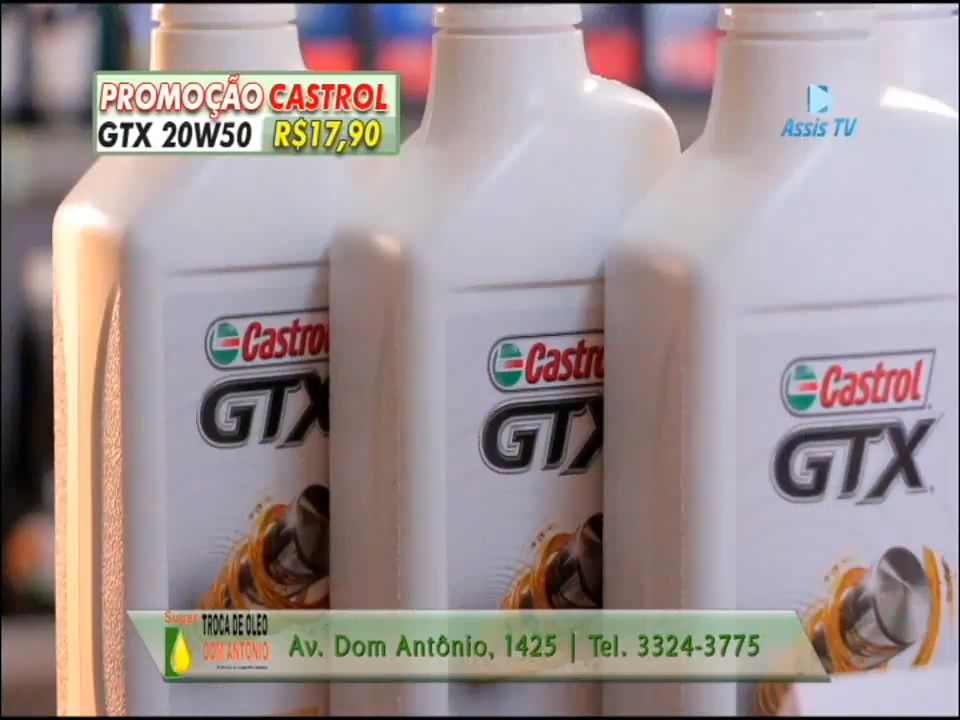 PROMOÇÃO CASTROL
GTX 20W50 R$17,90
Assis TV
Castrol
GTX
Castrol
GTX
Castrol
GTX
Super
TROCA DE ÓLEO
DOM ANTÔNIO
Av. Dom Antônio, 1425 | Tel. 3324-3775